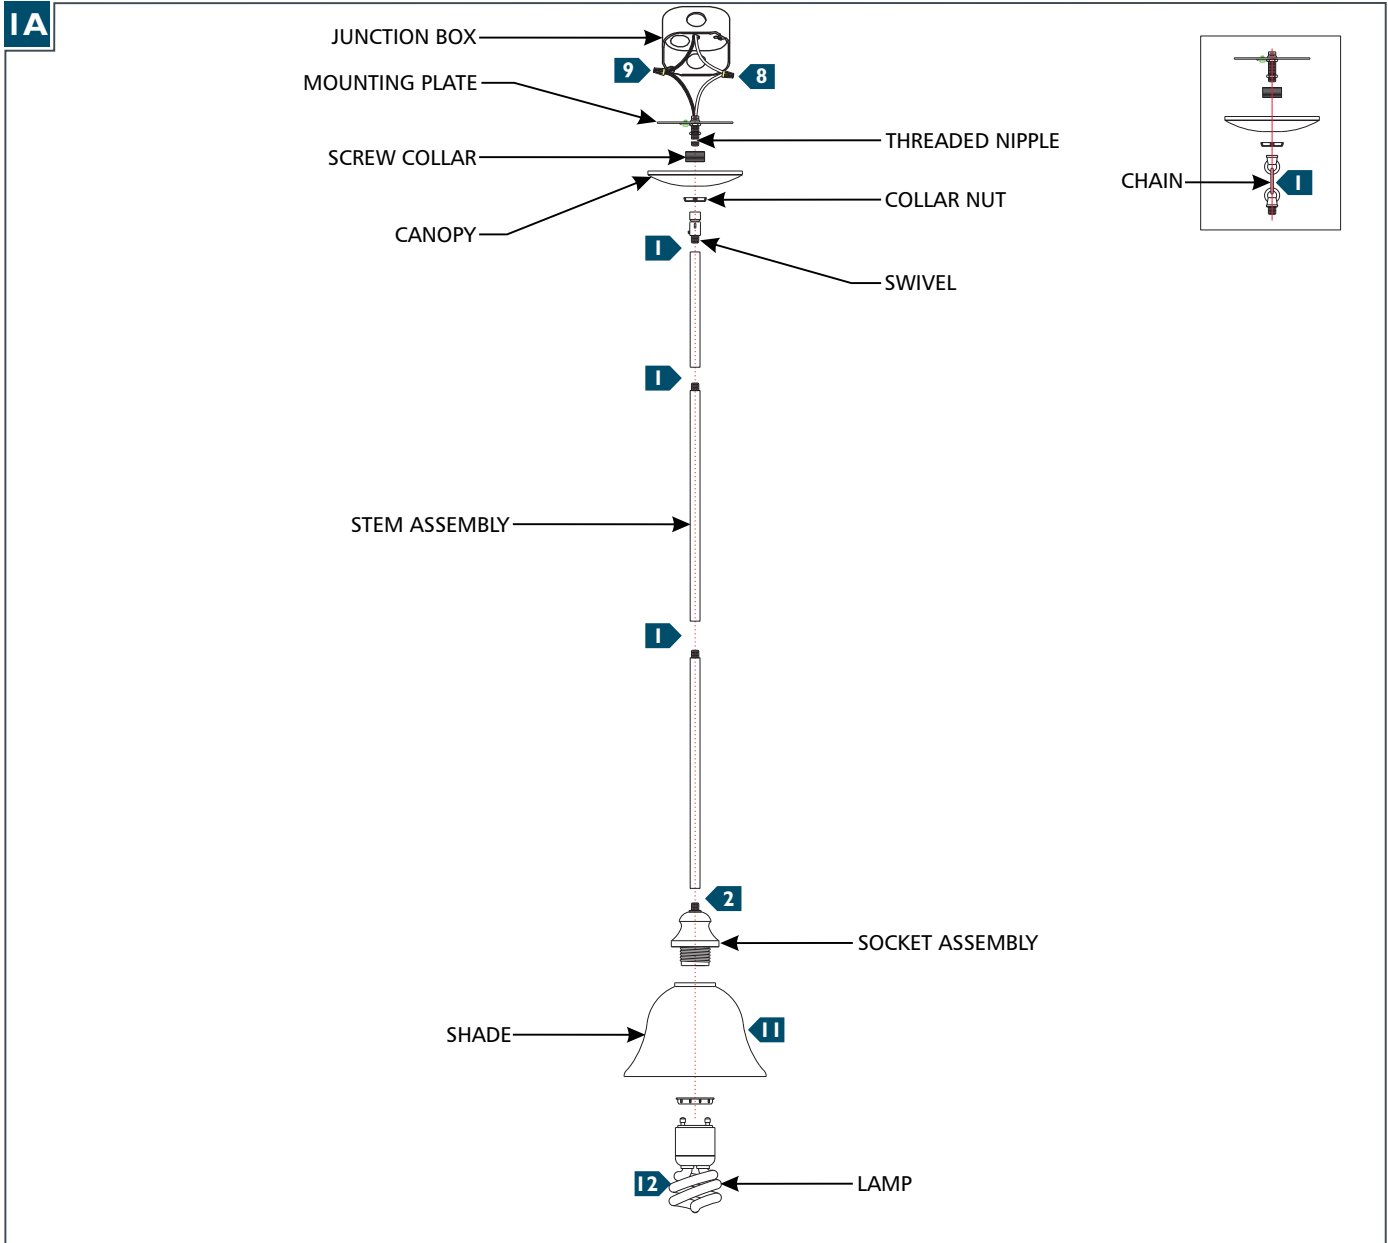 1A
JUNCTION BOX
9
8
MOUNTING PLATE
THREADED NIPPLE
SCREW COLLAR
CHAIN
1
COLLAR NUT
CANOPY
1
SWIVEL
1
STEM ASSEMBLY
1
2
SOCKET ASSEMBLY
SHADE
11
12
LAMP